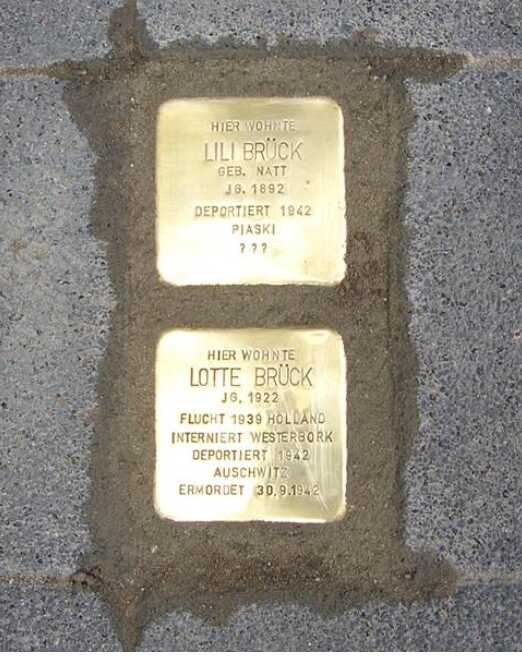 HIER WOHNTE
LILI BRÜCK
GEB. NATT
JG. 1892
DEPORTIERT 1942
PIASKI
???
HIER WOHNTE
LOTTE BRÜCK
JG. 1922
FLUCHT 1939 HOLLAND
INTERNIERT WESTERBORK
DEPORTIERT 1942
AUSCHWITZ
ERMORDET 30.9.1942